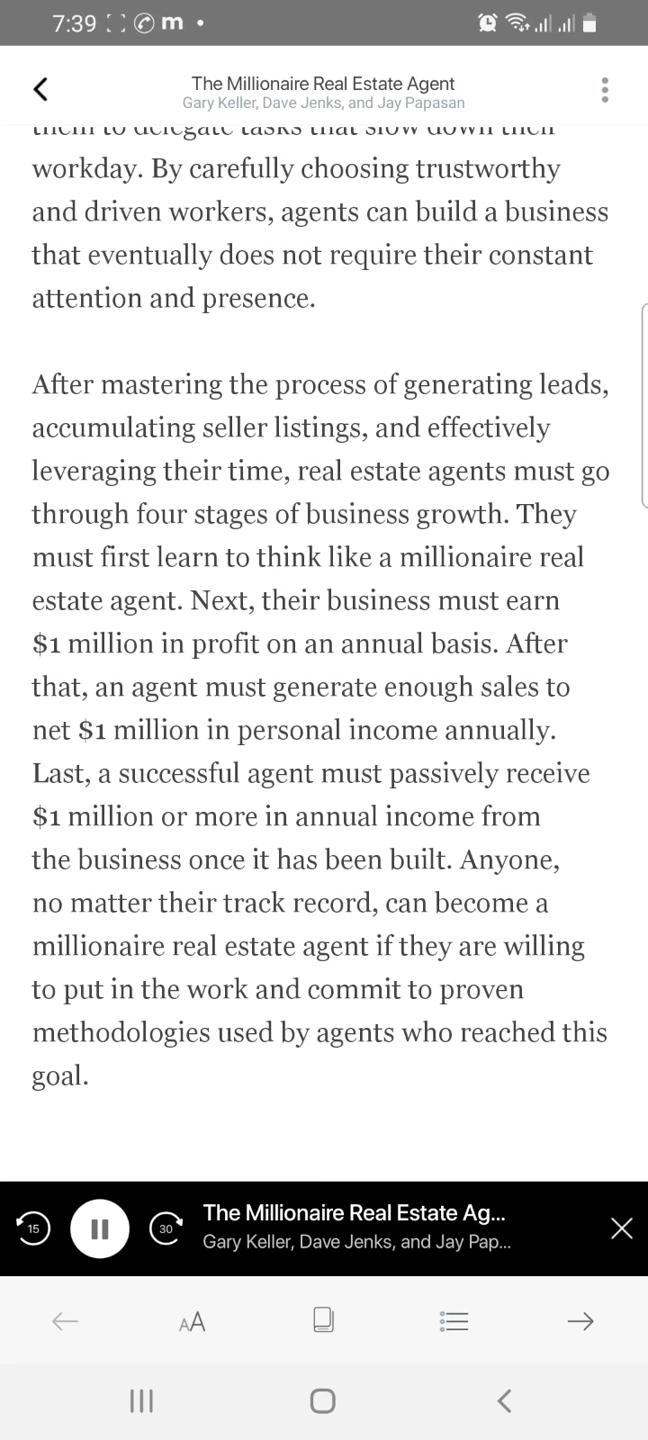 7:39 m
The Millionaire Real Estate Agent
Gary Keller, Dave Jenks, and Jay Papasan
them to delegate tasks that slow down their
workday. By carefully choosing trustworthy
and driven workers, agents can build a business
that eventually does not require their constant
attention and presence.
After mastering the process of generating leads,
accumulating seller listings, and effectively
leveraging their time, real estate agents must go
through four stages of business growth. They
must first learn to think like a millionaire real
estate agent. Next, their business must earn
$1 million in profit on an annual basis. After
that, an agent must generate enough sales to
net $1 million in personal income annually.
Last, a successful agent must passively receive
$1 million or more in annual income from
the business once it has been built. Anyone,
no matter their track record, can become a
millionaire real estate agent if they are willing
to put in the work and commit to proven
methodologies used by agents who reached this
goal.
15
30
The Millionaire Real Estate Ag...
Gary Keller, Dave Jenks, and Jay Pap...
AA